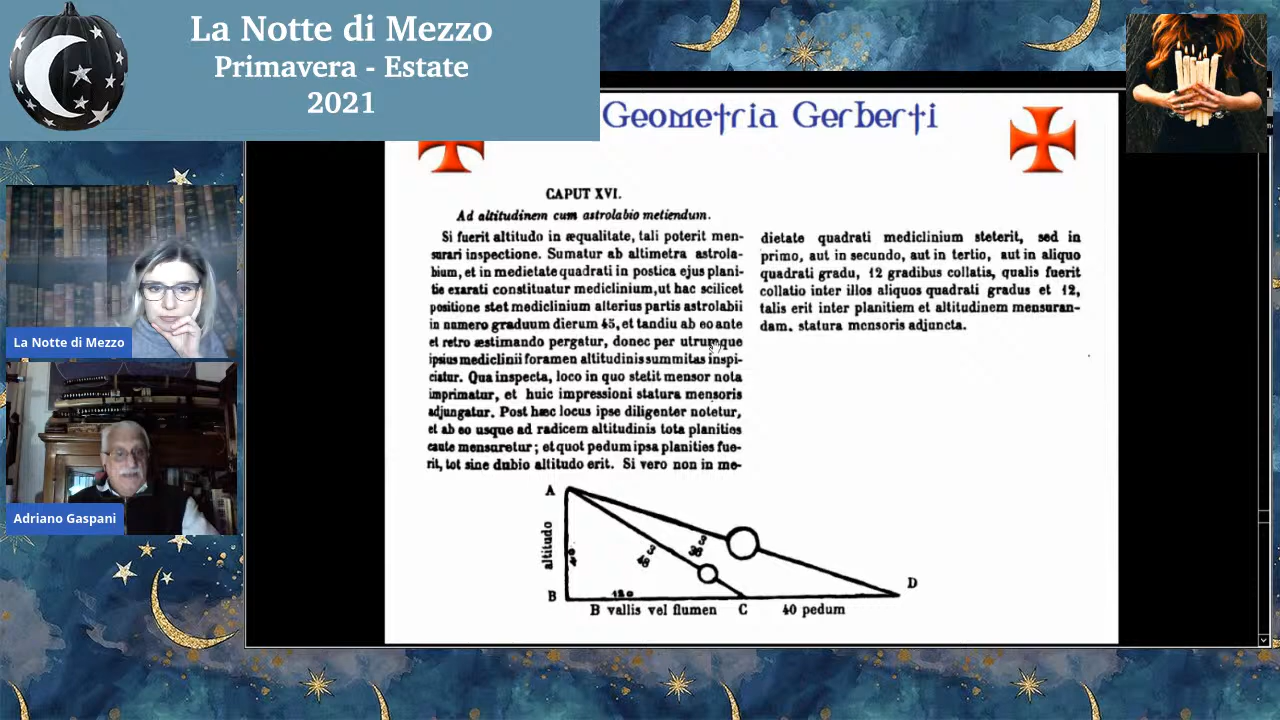 La Notte di Mezzo
Primavera - Estate
2021
Geometria Gerberti
CAPUT XVI.
Ad altitudinem cum astrolabio metiendum.
Si fuerit altitudo in æqualitate, tali poterit men-
surari inspectione. Sumatur ab altimetra astrola-
bium, et in medietate quadrati in postica ejus plani-
tie exarati constituatur mediclinium, ut hac scilicet
positione stet mediclinium alterius partis astrolabii
in numero graduum dierum 45, et tandiu ab eo ante
et retro æstimando pergatur, donec per utrumque
ipsius mediclinii foramen altitudinis summitas inspi-
ciatur. Qua inspecta, loco in quo stetit mensor nota
imprimatur, et huic impressioni statura mensoris
adjungatur. Post hæc locus ipse diligenter notetur,
et ab eo usque ad radicem altitudinis tota planities
caute mensuretur; et quot pedum ipsa planities fue-
rit, tot sine dubio altitudo erit. Si vero non in me-
dietate quadrati mediclinium steterit, sed in
primo, aut in secundo, aut in tertio, aut in aliquo
quadrati gradu, 12 gradibus collatis, qualis fuerit
collatio inter illos aliquos quadrati gradus et 12,
talis erit inter planitiem et altitudinem mensuran-
dam, statura mensoris adjuncta.
La Notte di Mezzo
Adriano Gaspani
A
altitudo
40
3
48
3
36
D
B
120
B vallis vel flumen
C
40 pedum